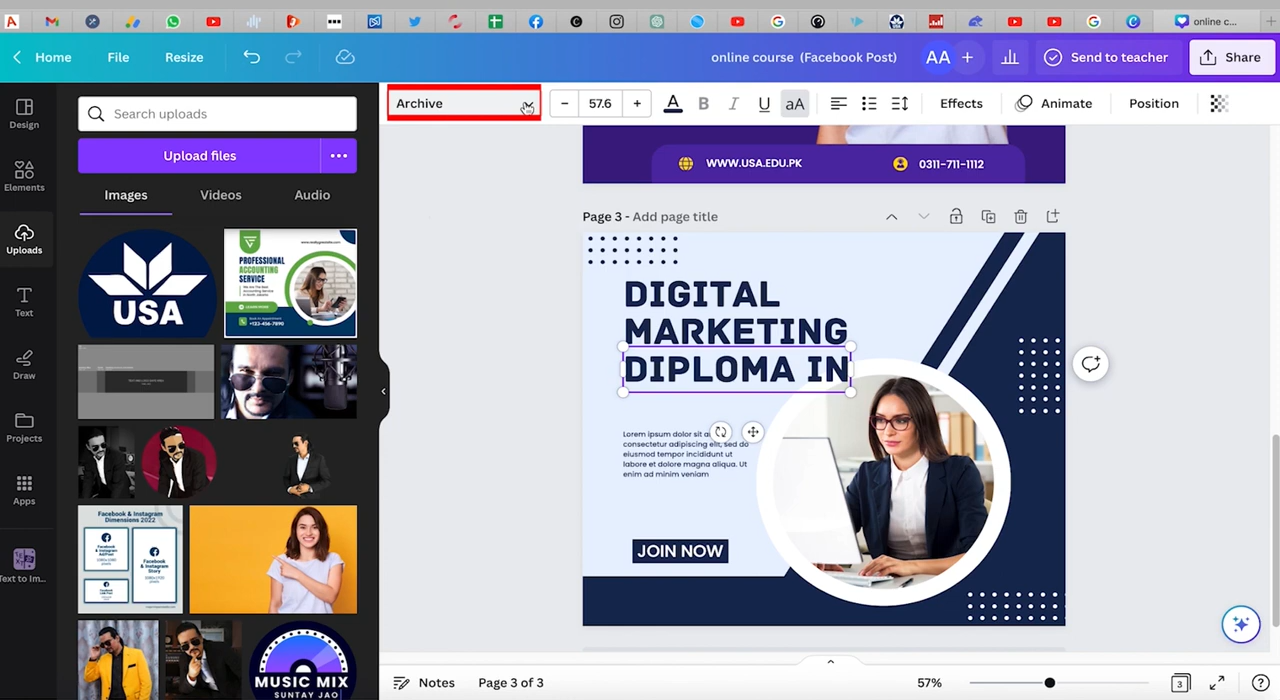 online c...
Home File Resize
online course (Facebook Post) AA + Send to teacher Share
Archive - 57.6 + A B I U aA Effects Animate Position
Design
Elements
Uploads
Text
Draw
Projects
Apps
Text to Im...
Search uploads
Upload files
Images Videos Audio
USA
PROFESSIONAL
ACCOUNTING
SERVICE
Facebook & Instagram
Dimensions 2022
MUSIC MIX
SUNTAY JAO
WWW.USA.EDU.PK 0311-711-1112
Page 3 - Add page title
DIGITAL
MARKETING
DIPLOMA IN
Lorem ipsum dolor sit
consectetur adipiscing elit, sed do
eiusmod tempor incididunt ut
labore et dolore magna aliqua. Ut
enim ad minim veniam
JOIN NOW
Notes Page 3 of 3 57% 3 ?